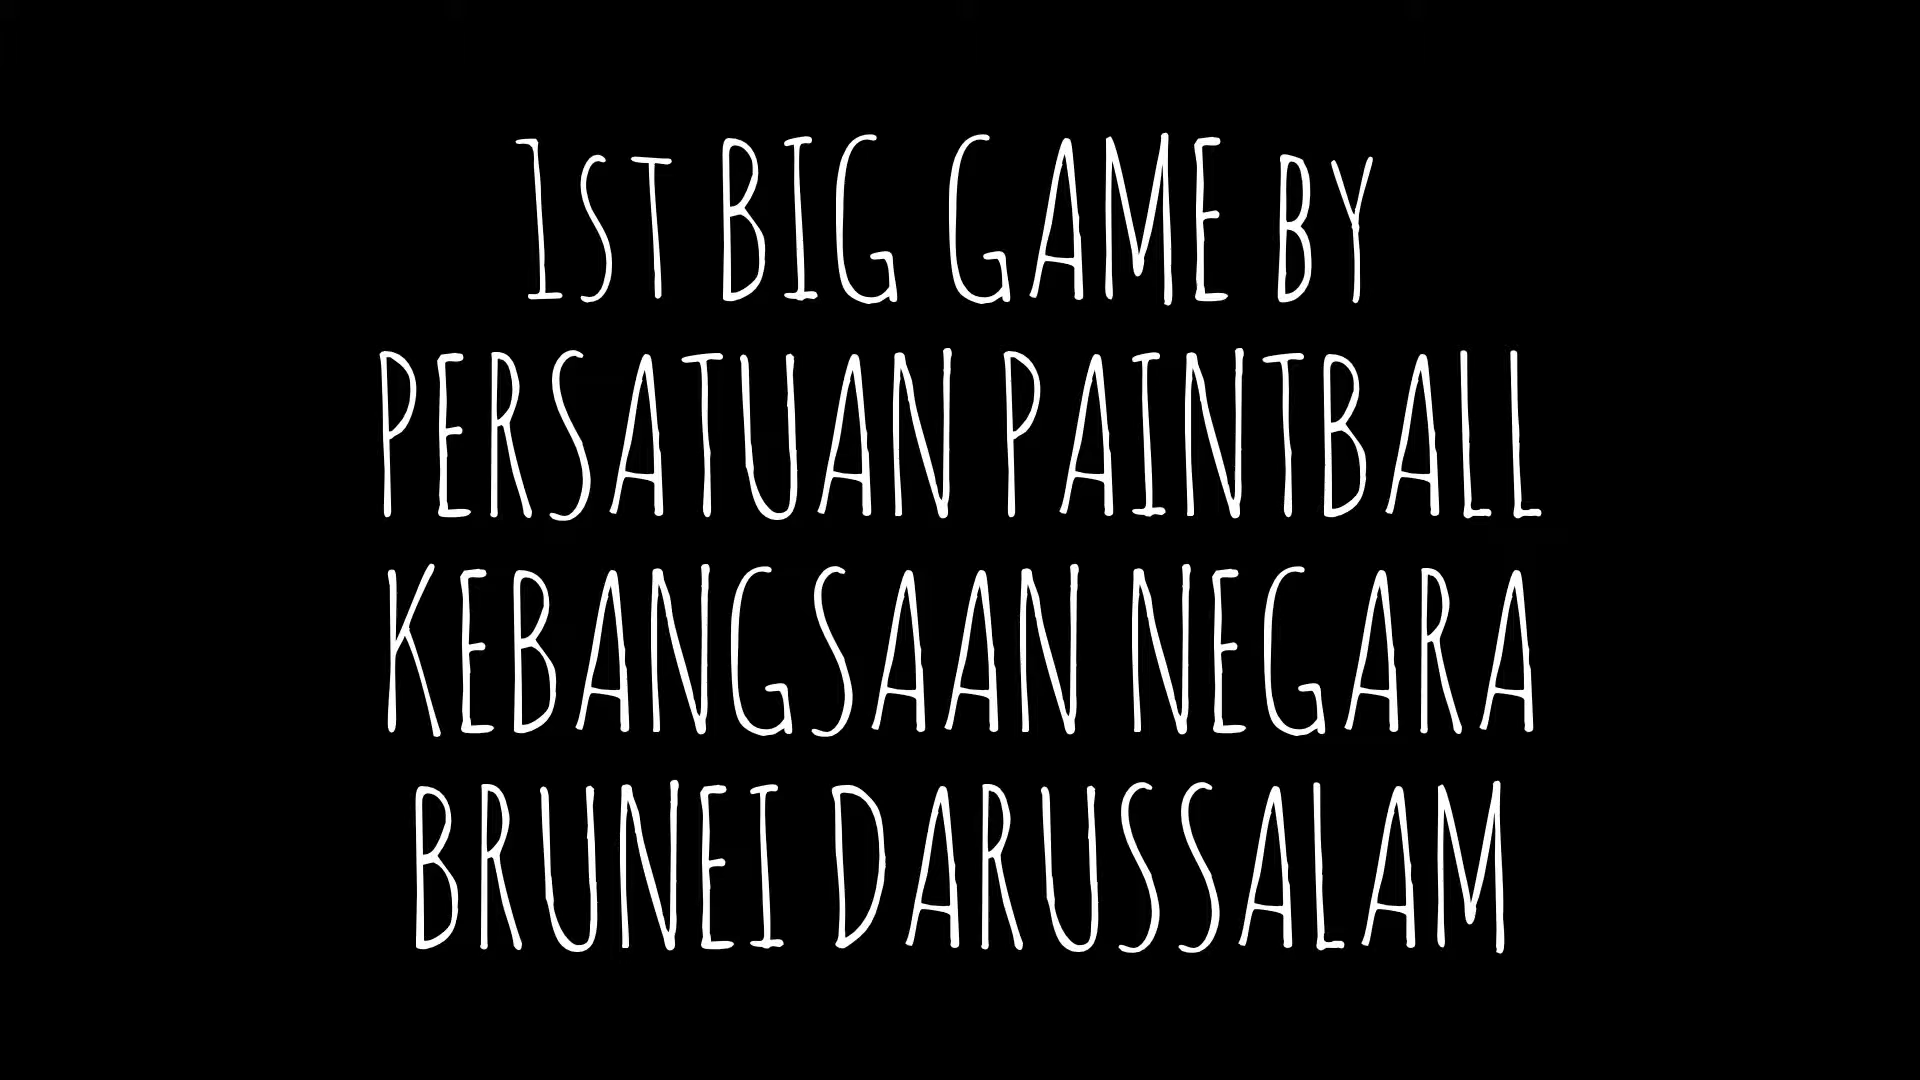 1st BIG GAME by
PERSATUAN PAINTBALL
KEBANGSAAN NEGARA
BRUNEI DARUSSALAM